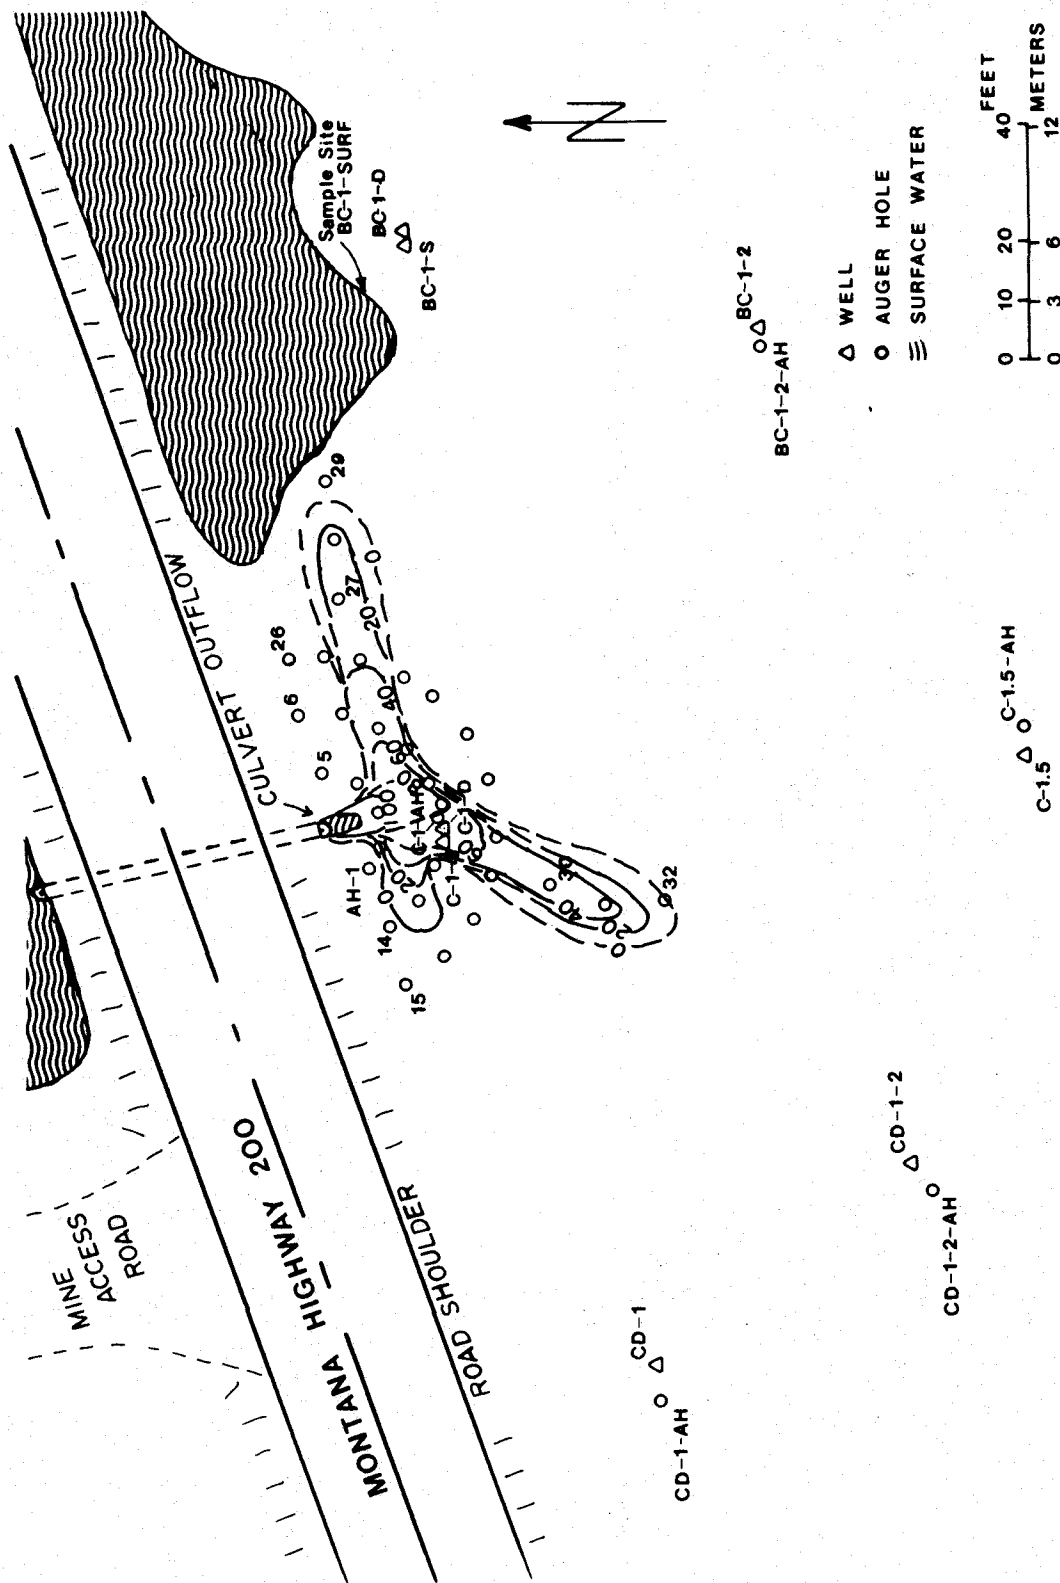 Sample Site
BC-1-SURF
BC-1-D
BC-1-S
N
BC-1-2
BC-1-2-AH
WELL
AUGER HOLE
SURFACE WATER
0 10 20 40 FEET
0 3 6 12 METERS
29
27
20
26
6
5
40
60
CULVERT OUTFLOW
AH-1
14
15
32
40
20
C-1.5-AH
C-1.5
MINE
ACCESS
ROAD
MONTANA HIGHWAY 200
ROAD SHOULDER
CD-1
CD-1-AH
CD-1-2
CD-1-2-AH